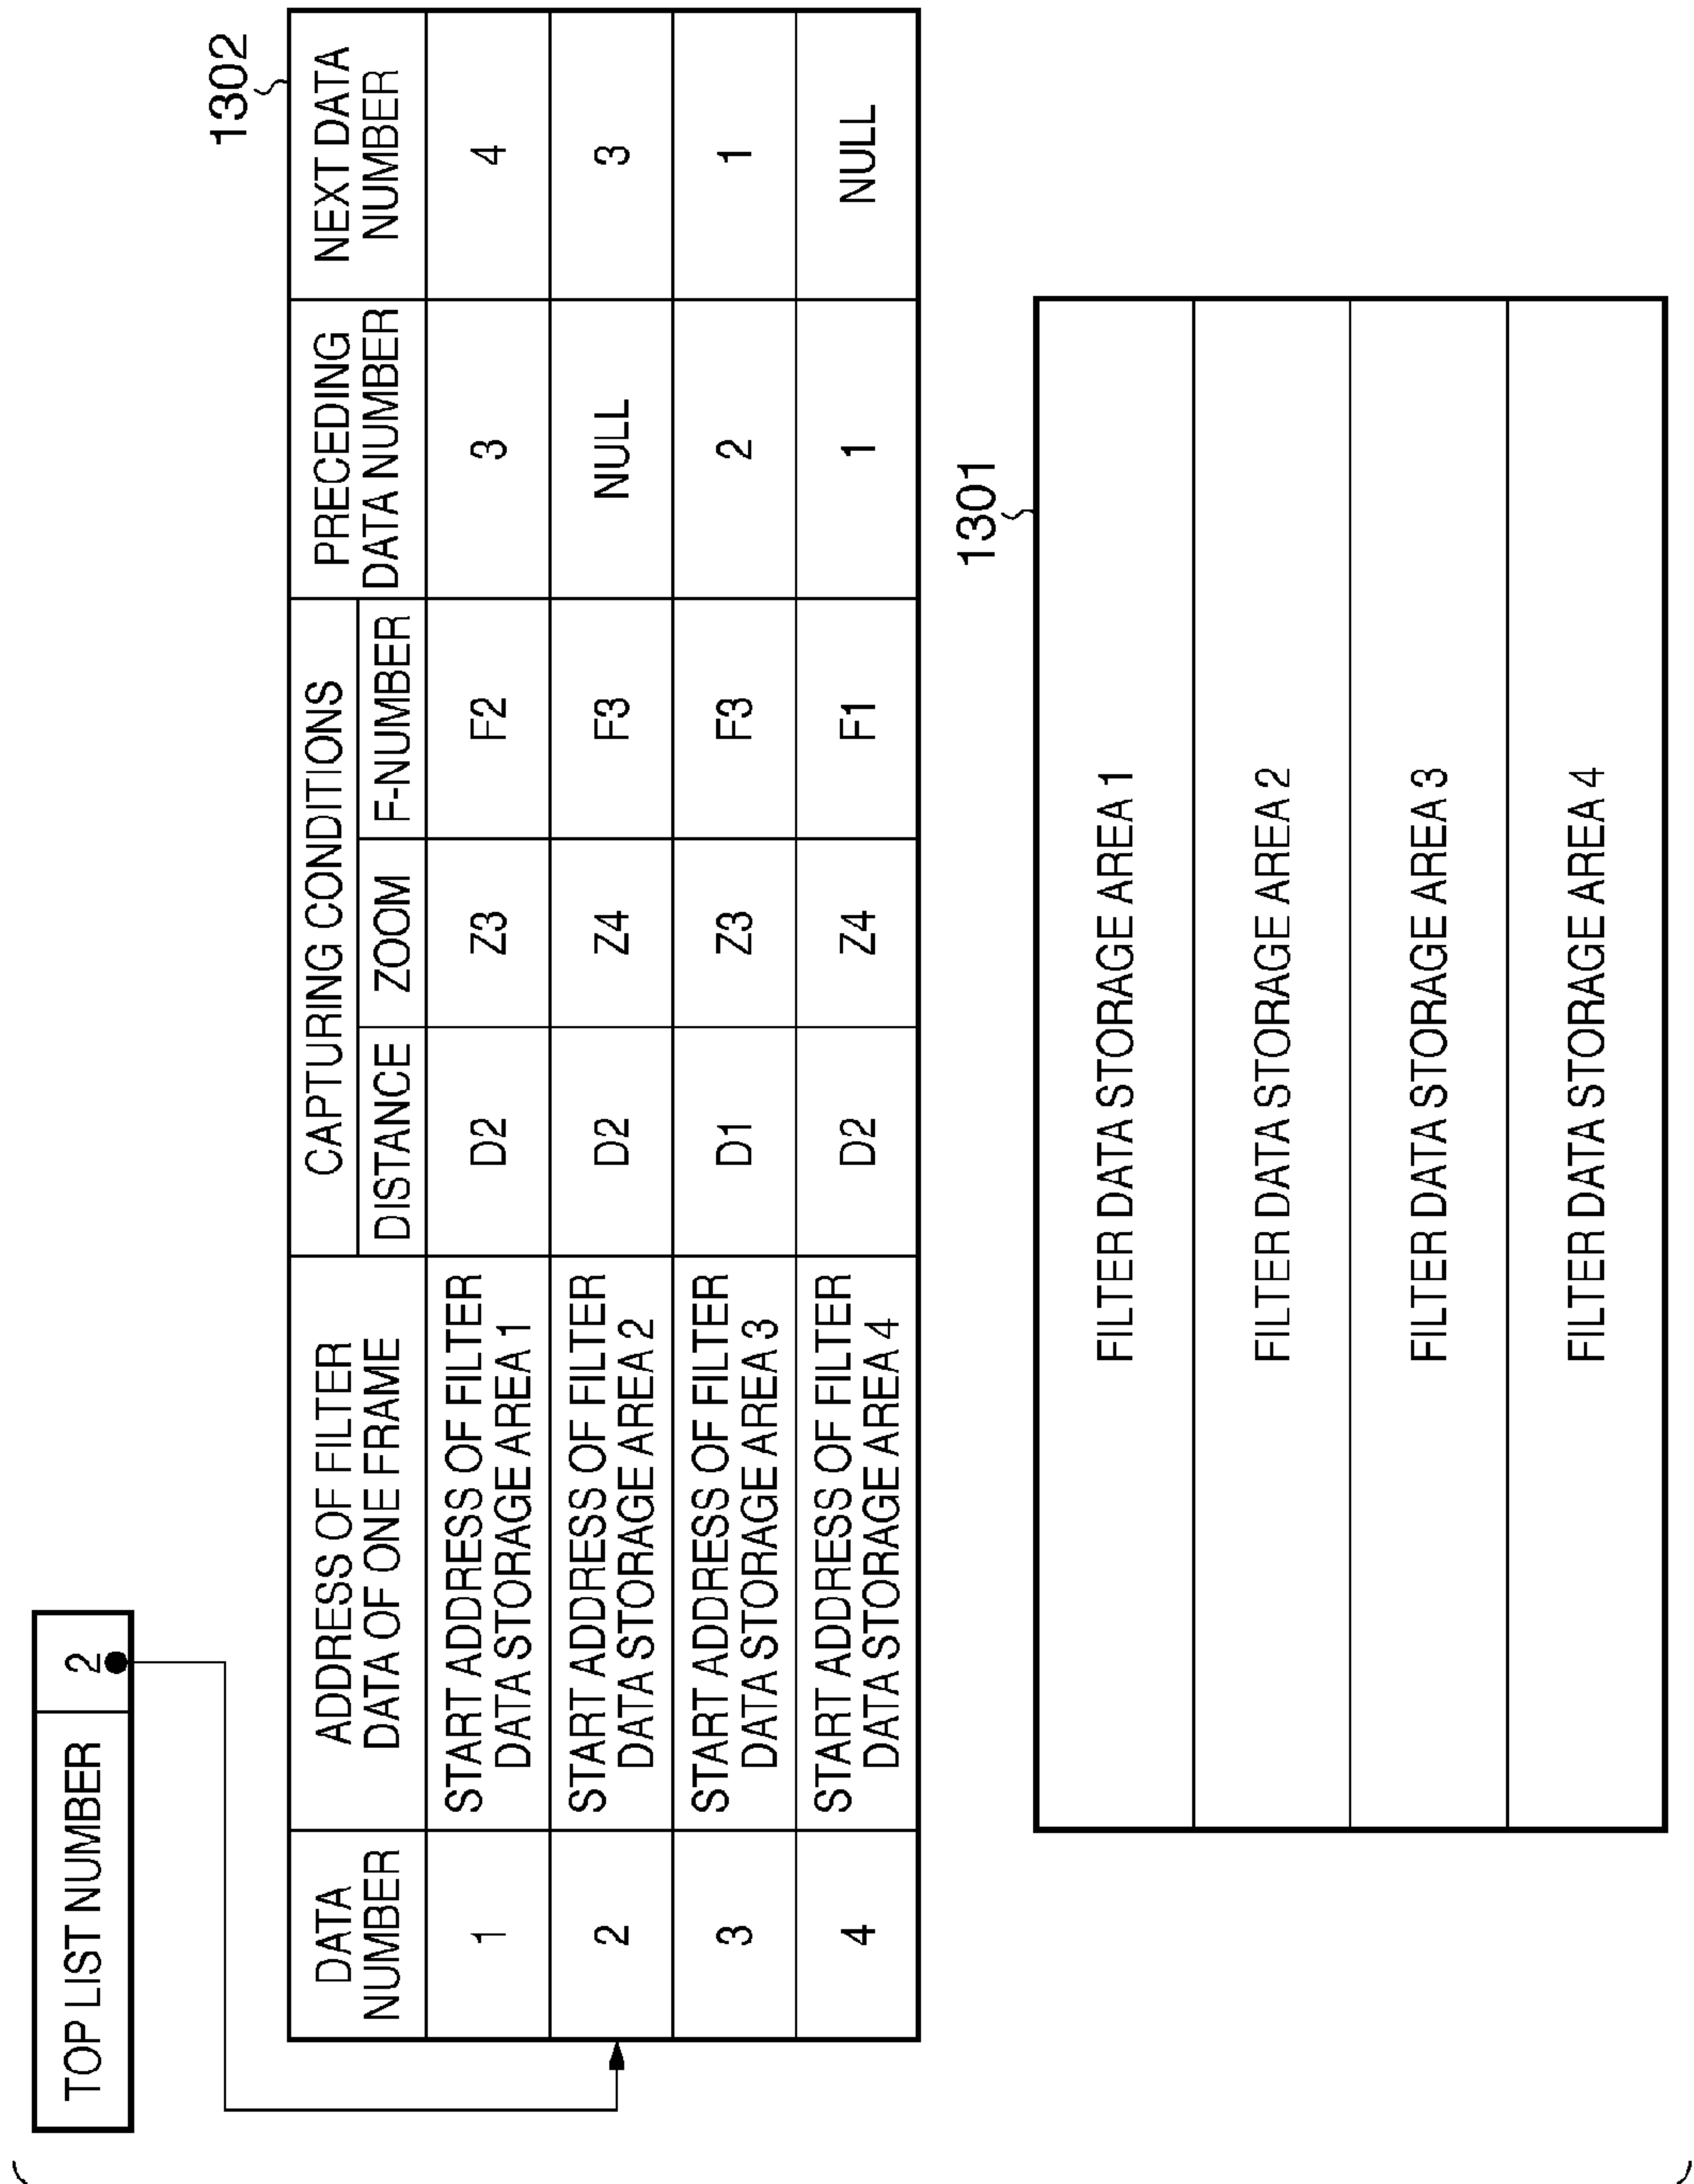 TOP LIST NUMBER 2
1302
DATA NUMBER
ADDRESS OF FILTER DATA OF ONE FRAME
CAPTURING CONDITIONS
DISTANCE ZOOM F-NUMBER
PRECEDING DATA NUMBER
NEXT DATA NUMBER
1 START ADDRESS OF FILTER DATA STORAGE AREA 1 D2 Z3 F2 3 4
2 START ADDRESS OF FILTER DATA STORAGE AREA 2 D2 Z4 F3 NULL 3
3 START ADDRESS OF FILTER DATA STORAGE AREA 3 D1 Z3 F3 2 1
4 START ADDRESS OF FILTER DATA STORAGE AREA 4 D2 Z4 F1 1 NULL
1301
FILTER DATA STORAGE AREA 1
FILTER DATA STORAGE AREA 2
FILTER DATA STORAGE AREA 3
FILTER DATA STORAGE AREA 4